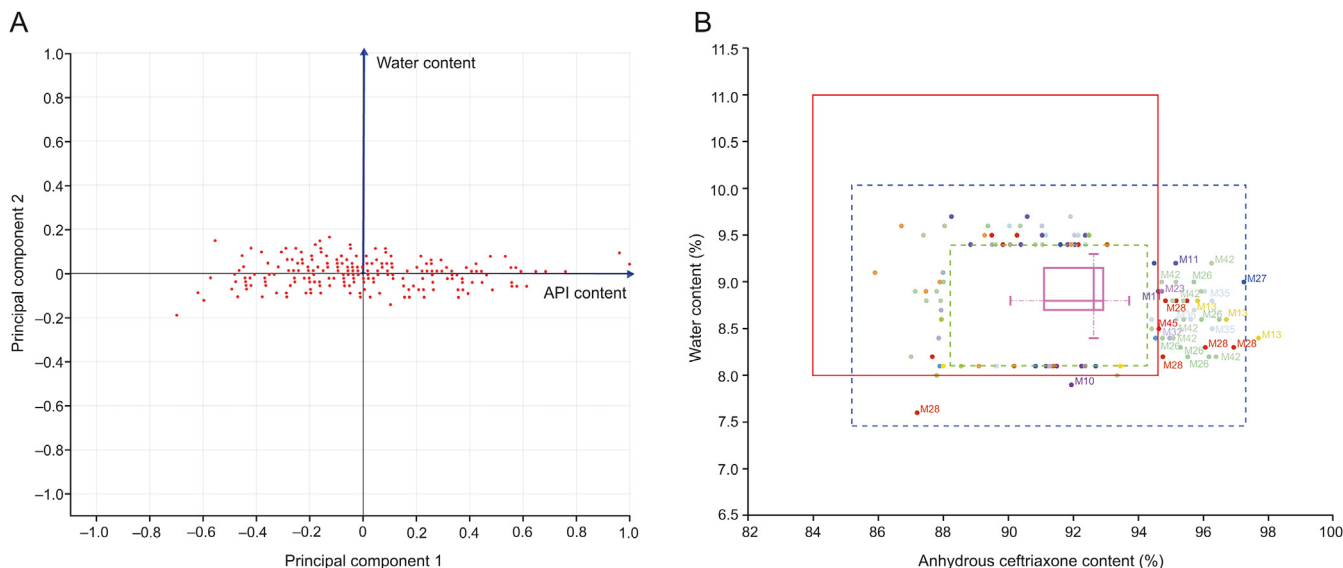 A
1.0
0.8
0.6
0.4
0.2
0
−0.2
−0.4
−0.6
−0.8
−1.0
Principal component 2
Water content
API content
−1.0 −0.8 −0.6 −0.4 −0.2 0 0.2 0.4 0.6 0.8 1.0
Principal component 1
B
11.5
11.0
10.5
10.0
9.5
9.0
8.5
8.0
7.5
7.0
6.5
Water content (%)
M11
M42
M42
M26
M27
M11
M23
M35
M42
M28
M13
M26
M13
M45
M42
M35
M32
M42
M13
M26
M28
M28
M28
M26
M42
M10
M28
82 84 86 88 90 92 94 96 98 100
Anhydrous ceftriaxone content (%)